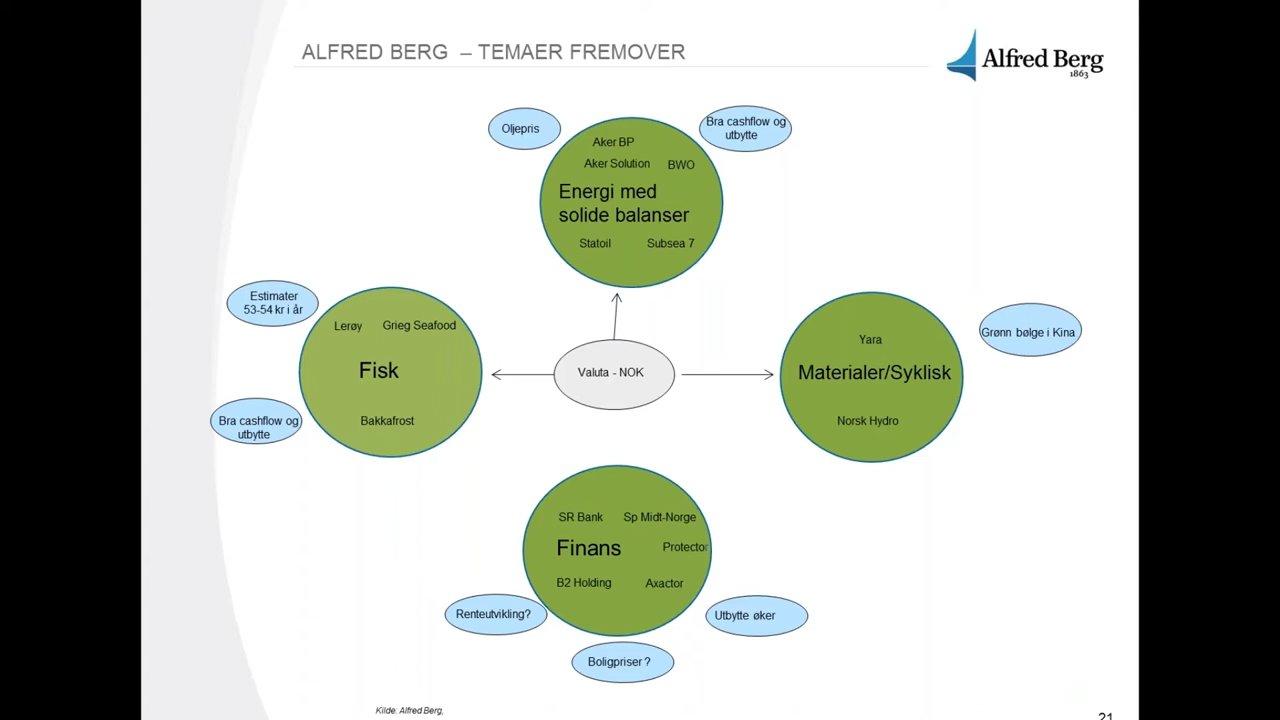 ALFRED BERG – TEMAER FREMOVER
Alfred Berg
1863
Oljepris
Bra cashflow og
utbytte
Aker BP
Aker Solution
BWO
Energi med
solide balanser
Statoil
Subsea 7
Estimater
53-54 kr i år
Lerøy
Grieg Seafood
Fisk
Bakkafrost
Bra cashflow og
utbytte
Valuta - NOK
Grønn bølge i Kina
Yara
Materialer/Syklisk
Norsk Hydro
SR Bank
Sp Midt-Norge
Finans
Protector
B2 Holding
Axactor
Renteutvikling?
Utbytte øker
Boligpriser ?
Kilde: Alfred Berg,
21